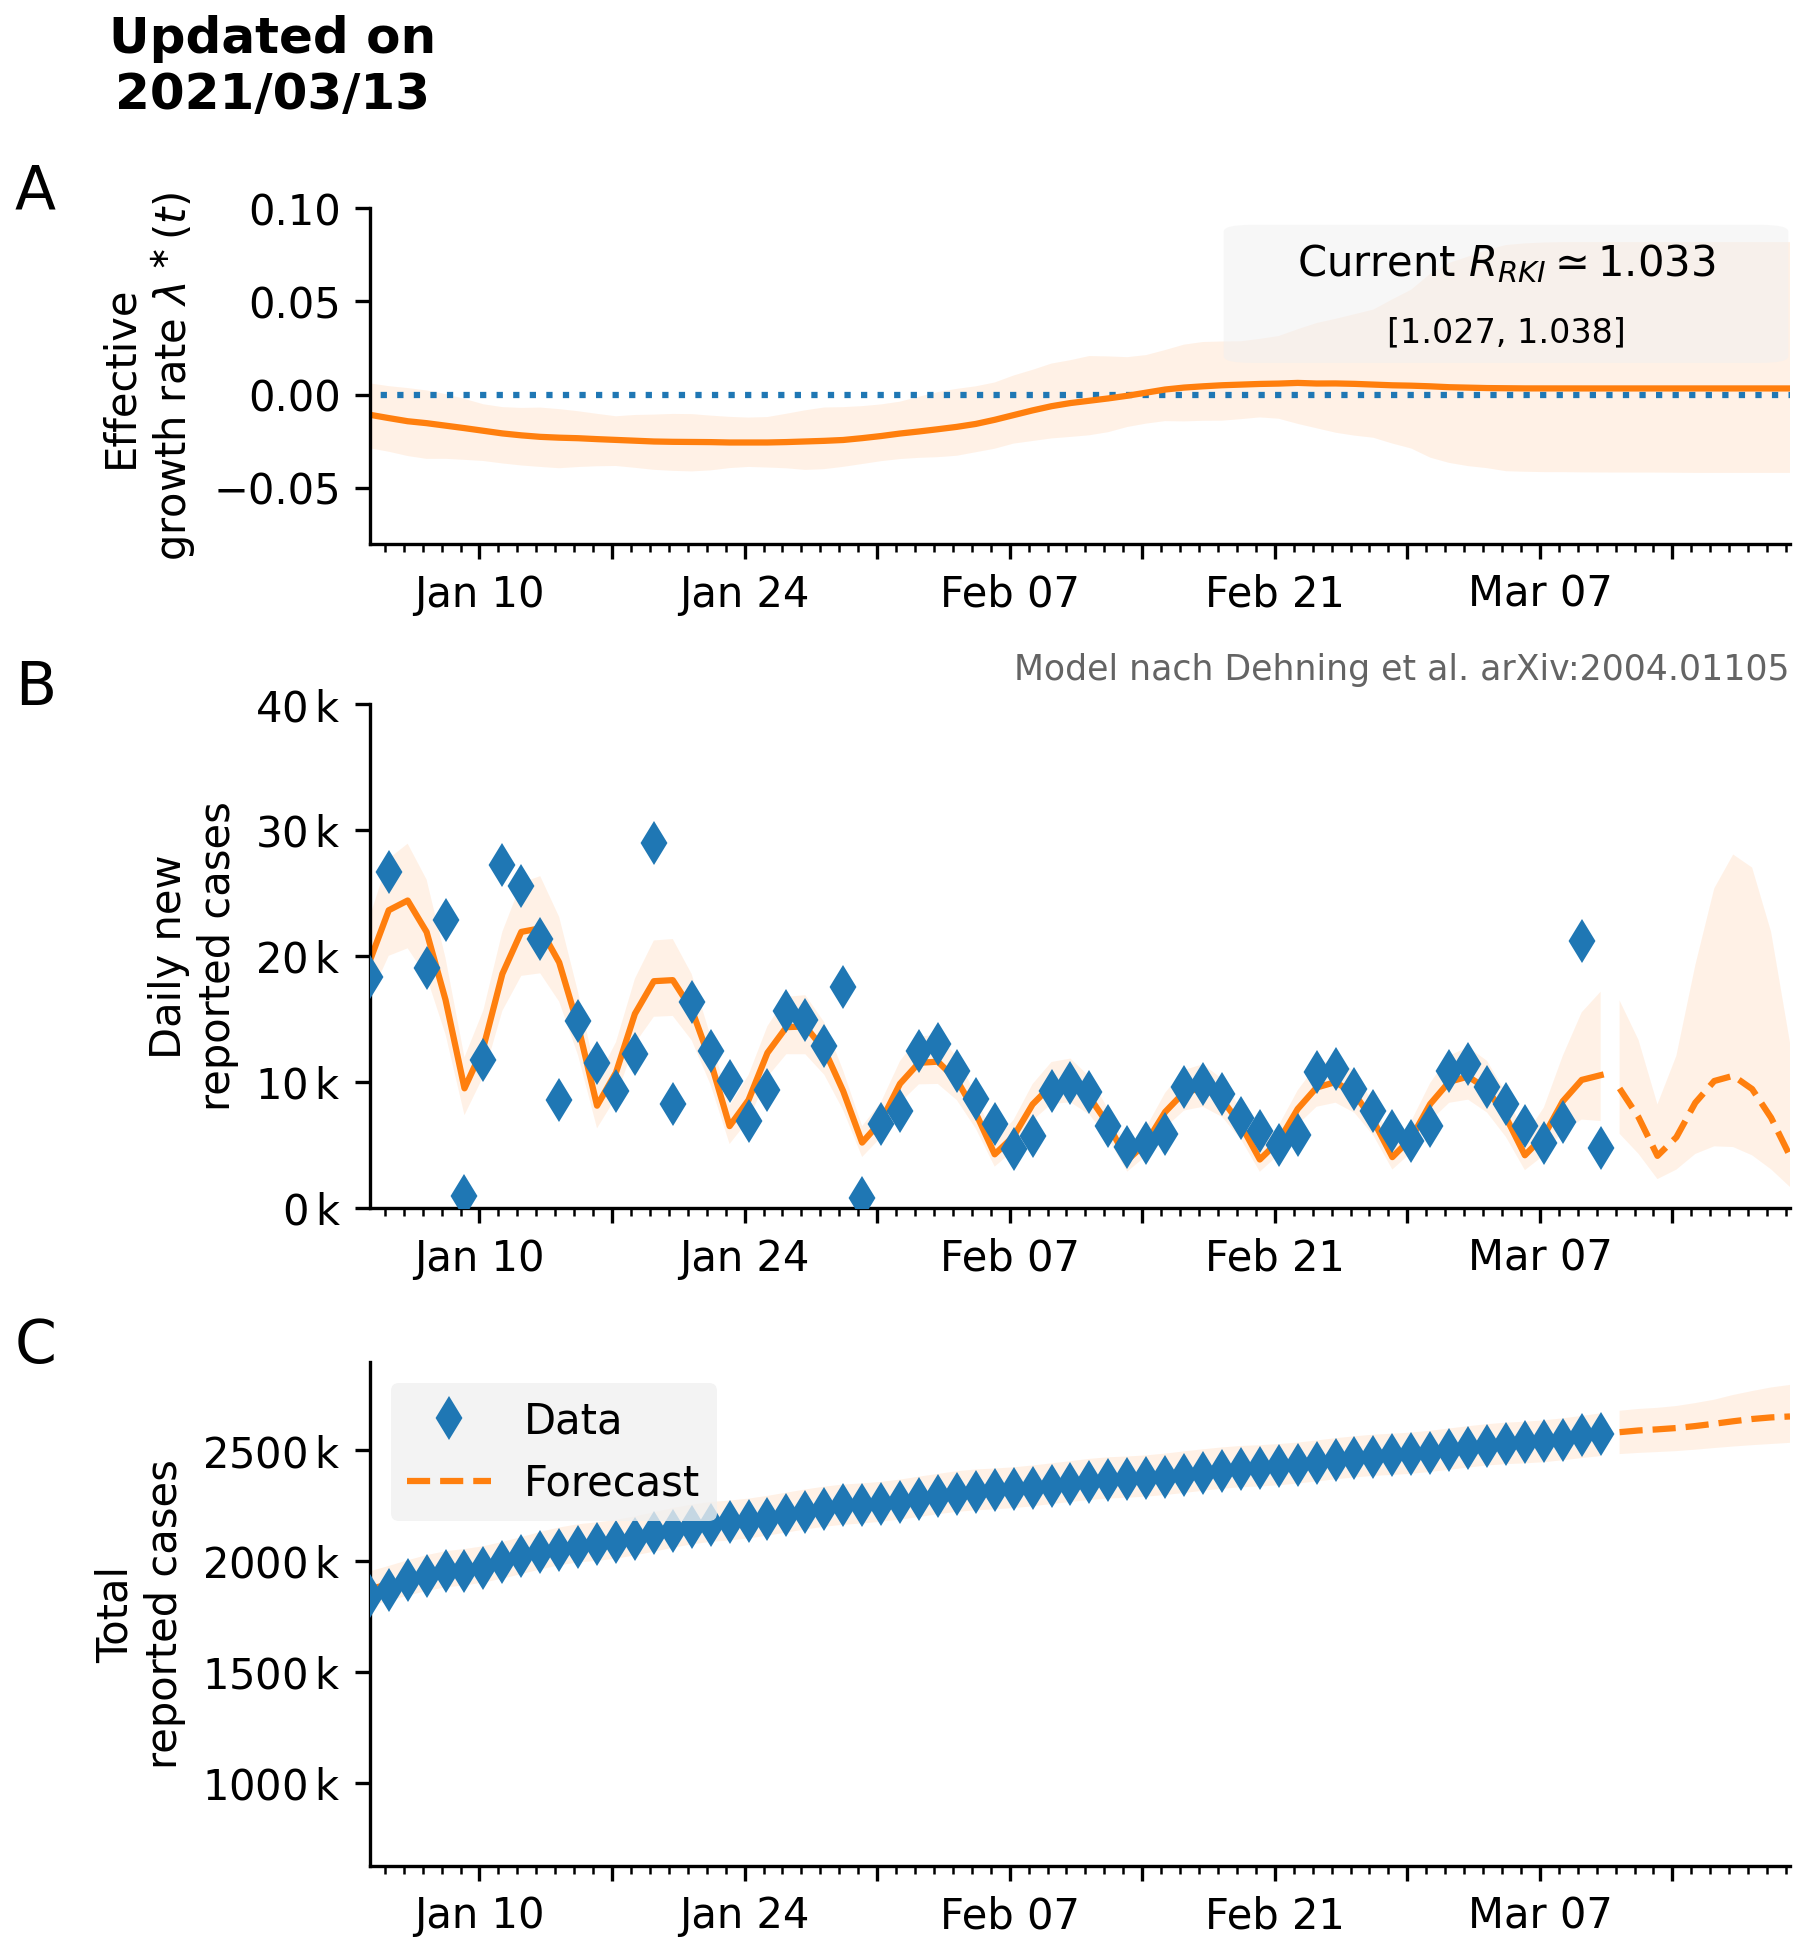 Updated on
2021/03/13
A
Effective
growth rate λ * (t)
0.10
0.05
0.00
−0.05
Current R_RKI ≃ 1.033
[1.027, 1.038]
Jan 10 Jan 24 Feb 07 Feb 21 Mar 07
Model nach Dehning et al. arXiv:2004.01105
B
Daily new
reported cases
40 k
30 k
20 k
10 k
0 k
Jan 10 Jan 24 Feb 07 Feb 21 Mar 07
C
Total
reported cases
2500 k
2000 k
1500 k
1000 k
Data
Forecast
Jan 10 Jan 24 Feb 07 Feb 21 Mar 07